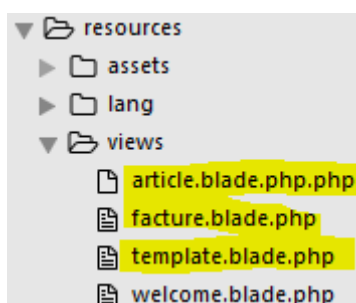 resources
assets
lang
views
article.blade.php.php
facture.blade.php
template.blade.php
welcome.blade.php